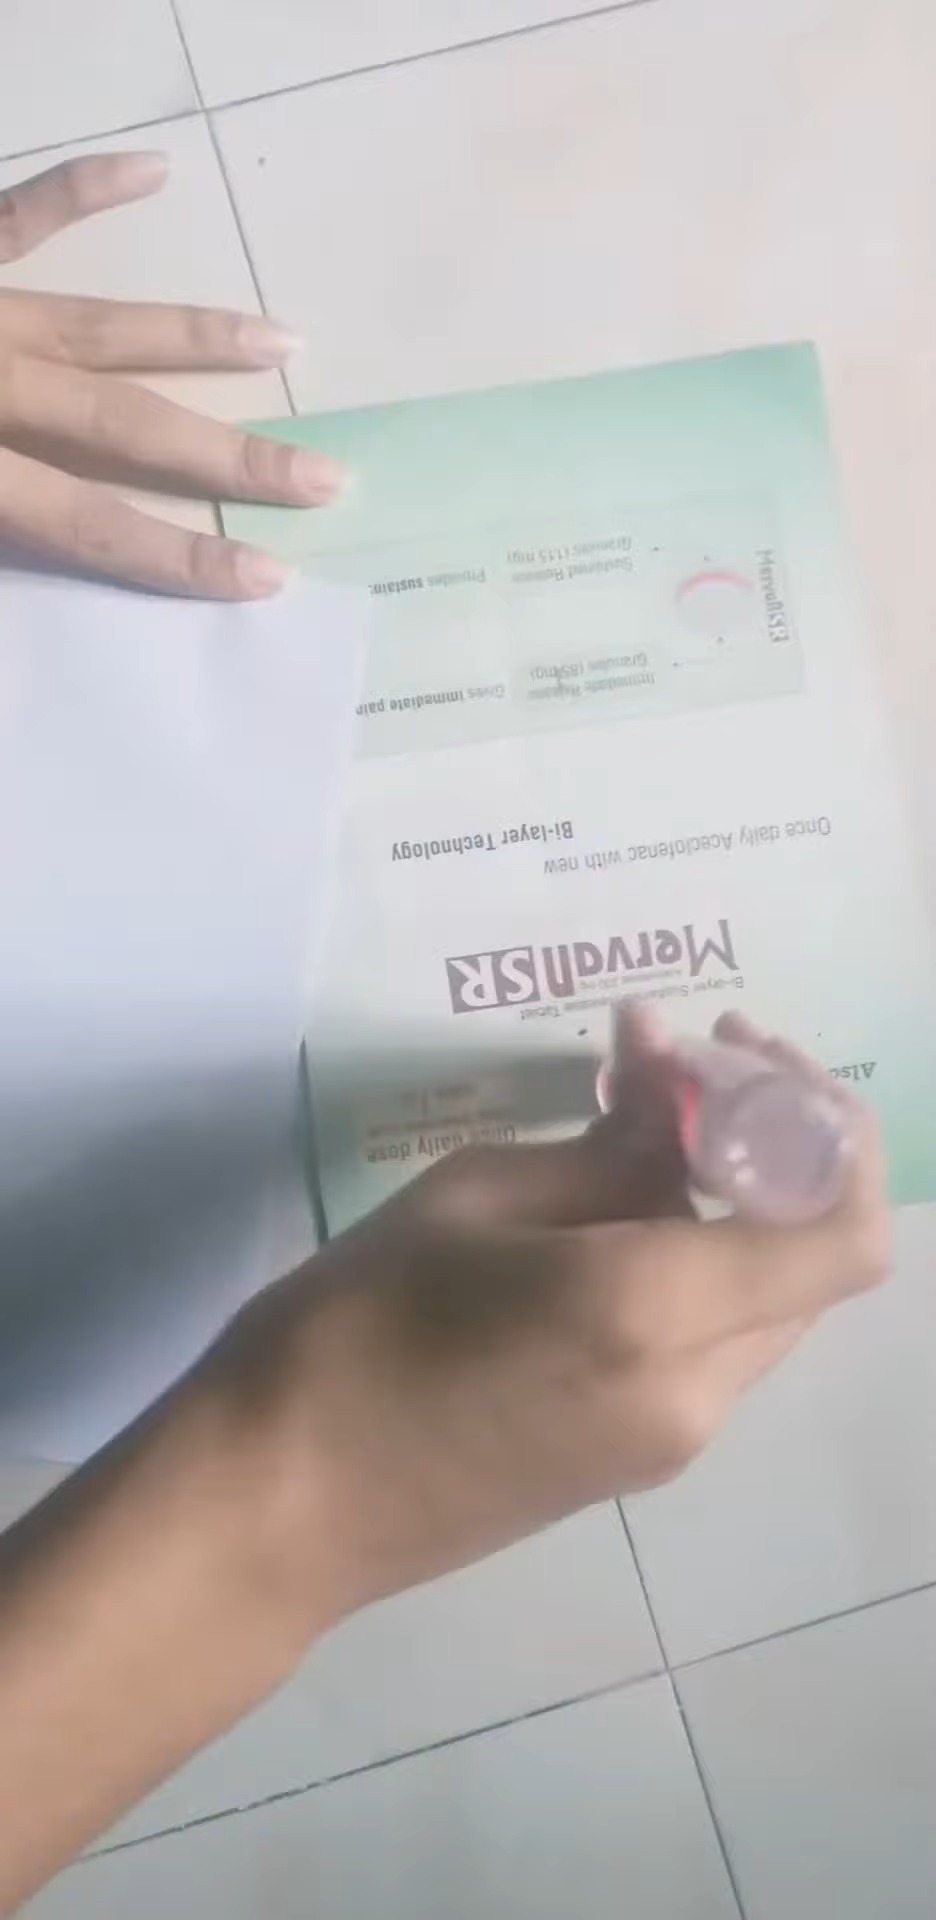 Also
Once daily dose
Bi-layer Sustained Release Tablet
MervanSR
Once daily Aceclofenac with new
Bi-layer Technology
Immediate Release
Granules (85mg)
Gives immediate pain
MervanSR
Sustained Release
Granules (115 mg)
Provides sustain